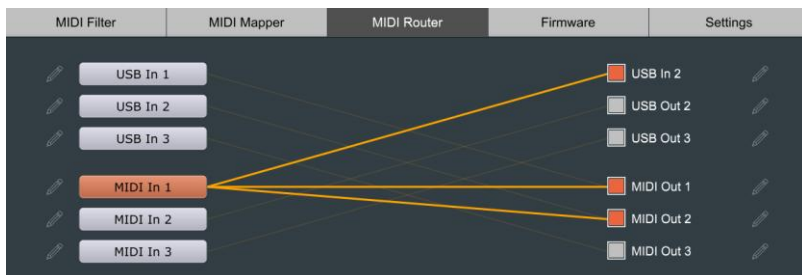 MIDI Filter MIDI Mapper MIDI Router Firmware Settings
USB In 1 USB In 2
USB In 2 USB Out 2
USB In 3 USB Out 3
MIDI In 1 MIDI Out 1
MIDI In 2 MIDI Out 2
MIDI In 3 MIDI Out 3